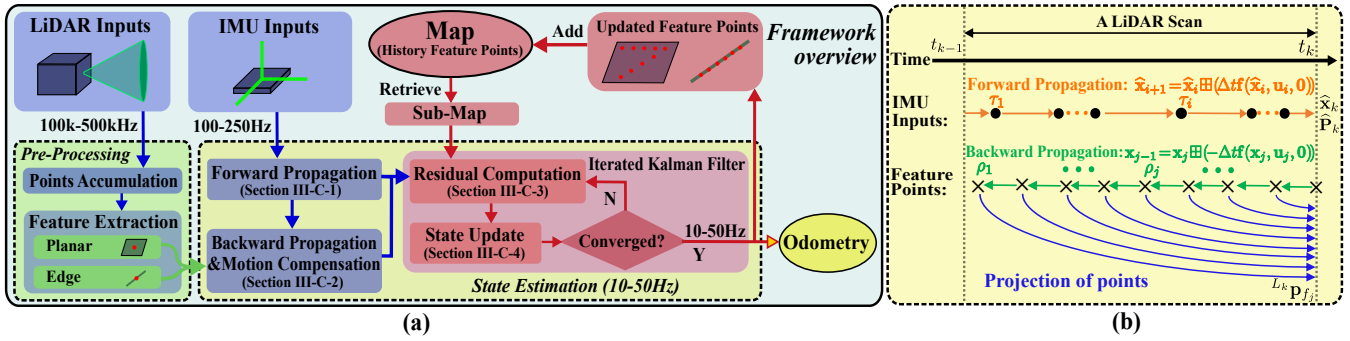 LiDAR Inputs
IMU Inputs
Map
(History Feature Points)
Add
Updated Feature Points
Framework
overview
Retrieve
Sub-Map
100k-500kHz
100-250Hz
Pre-Processing
Points Accumulation
Feature Extraction
Planar
Edge
Forward Propagation
(Section III-C-1)
Backward Propagation
&Motion Compensation
(Section III-C-2)
Iterated Kalman Filter
Residual Computation
(Section III-C-3)
N
State Update
(Section III-C-4)
Converged?
10-50Hz
Y
Odometry
State Estimation (10-50Hz)
(a)
A LiDAR Scan
t_{k-1}
t_k
Time
Forward Propagation: x̂_{i+1}=x̂_i⊞(Δtf(x̂_i, u_i, 0))
IMU
Inputs:
τ_1
τ_i
x̂_k
P̂_k
Backward Propagation: x_{j-1}=x_j⊞(−Δtf(x_j, u_j, 0))
Feature
Points:
ρ_1
ρ_j
Projection of points
^{L_k}p_{f_j}
(b)